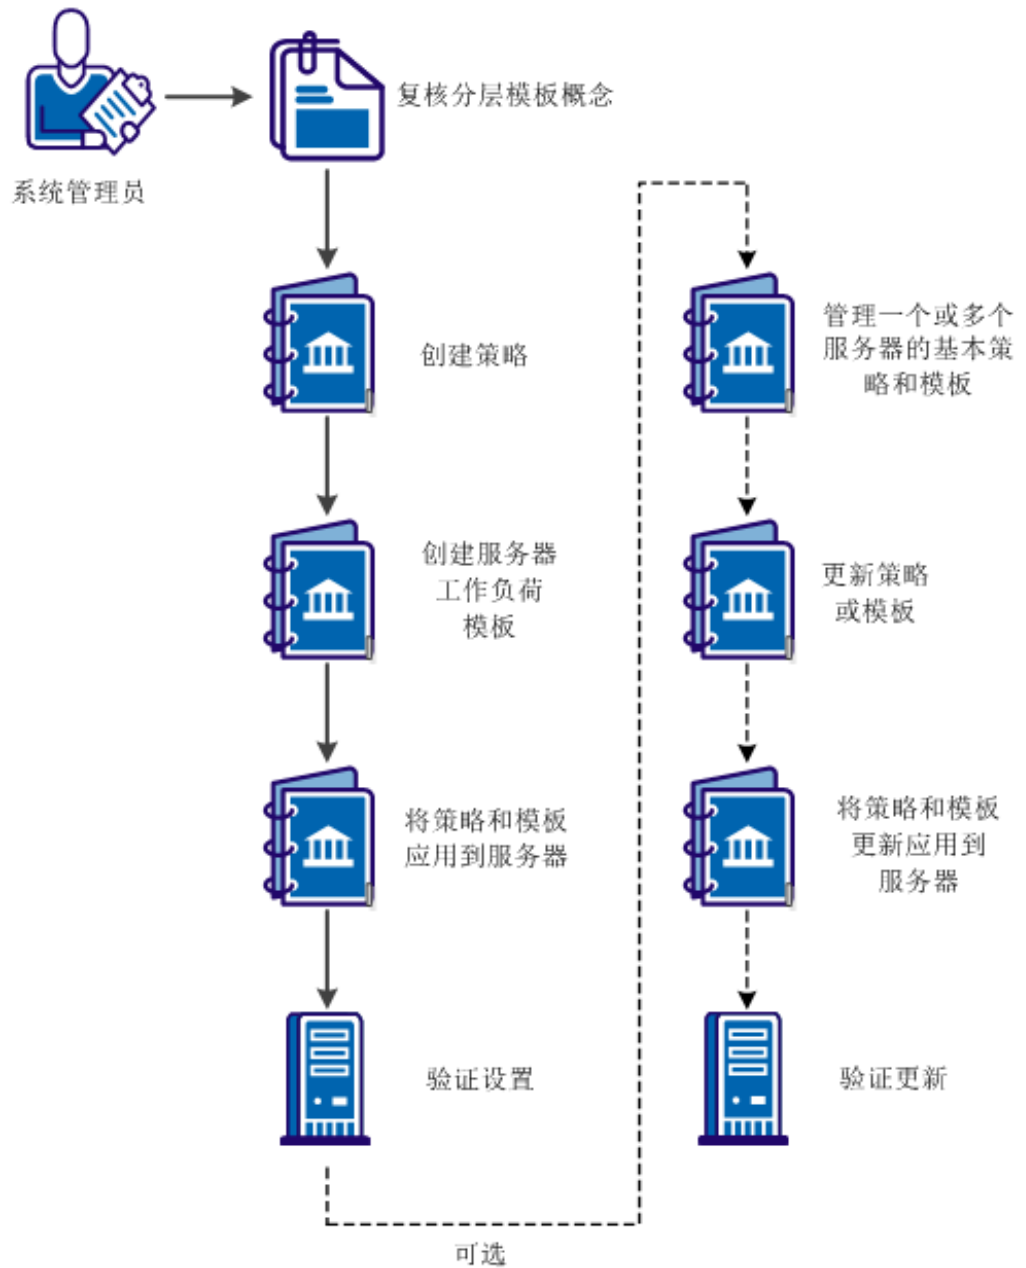 系统管理员
复核分层模板概念
创建策略
创建服务器
工作负荷
模板
将策略和模板
应用到服务器
验证设置
可选
管理一个或多个
服务器的基本策
略和模板
更新策略
或模板
将策略和模板
更新应用到
服务器
验证更新